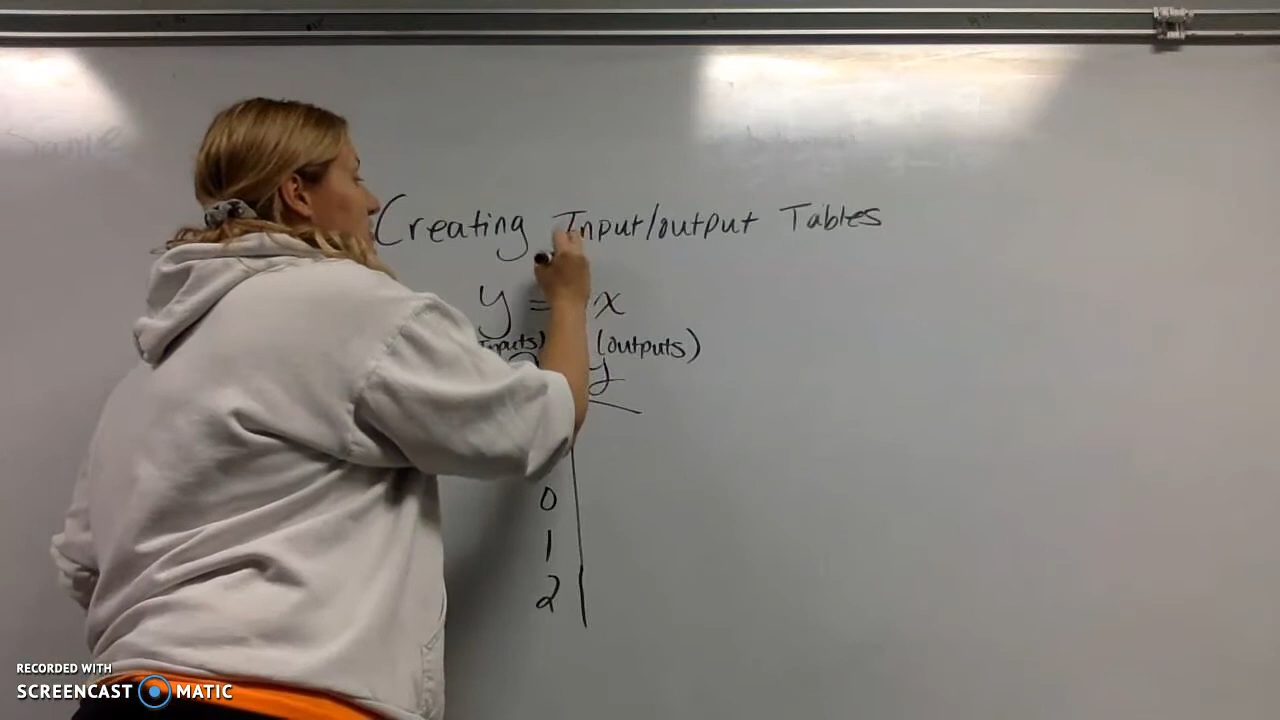 Creating Input/output Tables
y = x
inputs) (outputs)
y
0
1
2
RECORDED WITH
SCREENCAST MATIC